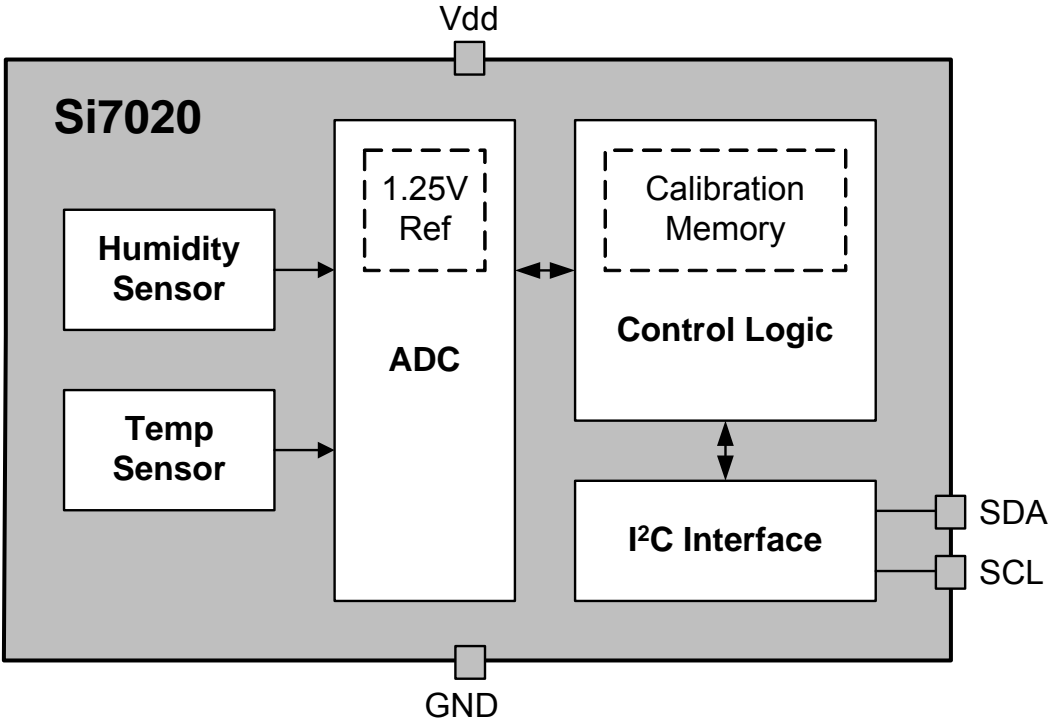 Vdd
Si7020
1.25V
Ref
Calibration
Memory
Humidity
Sensor
Control Logic
ADC
Temp
Sensor
I²C Interface
SDA
SCL
GND